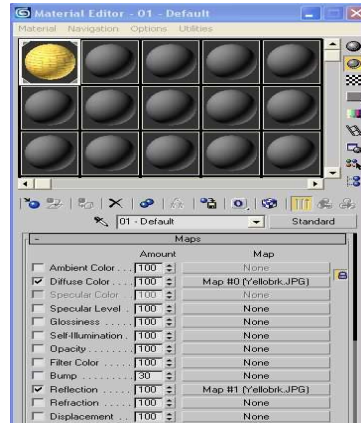 Material Editor - 01 - Default
Material Navigation Options Utilities
01 - Default Standard
- Maps
Amount Map
Ambient Color . . . 100 None
Diffuse Color . . . . 100 Map #0 (Yellobrk.JPG)
Specular Color . . 100 None
Specular Level . 100 None
Glossiness . . . . . 100 None
Self-Illumination . 100 None
Opacity . . . . . . . . 100 None
Filter Color . . . . . 100 None
Bump . . . . . . . . . 30 None
Reflection . . . . . 100 Map #1 (Yellobrk.JPG)
Refraction . . . . . 100 None
Displacement . . 100 None